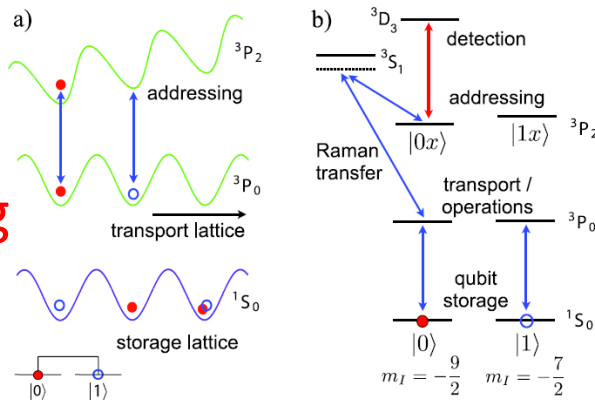 a)
³P₂
addressing
³P₀
g
transport lattice
¹S₀
storage lattice
|0⟩ |1⟩
b)
³D₃
detection
³S₁
addressing
|0x⟩ |1x⟩ ³P₂
Raman
transfer
transport /
operations
³P₀
qubit
storage
¹S₀
|0⟩ |1⟩
m_I = −9/2 m_I = −7/2